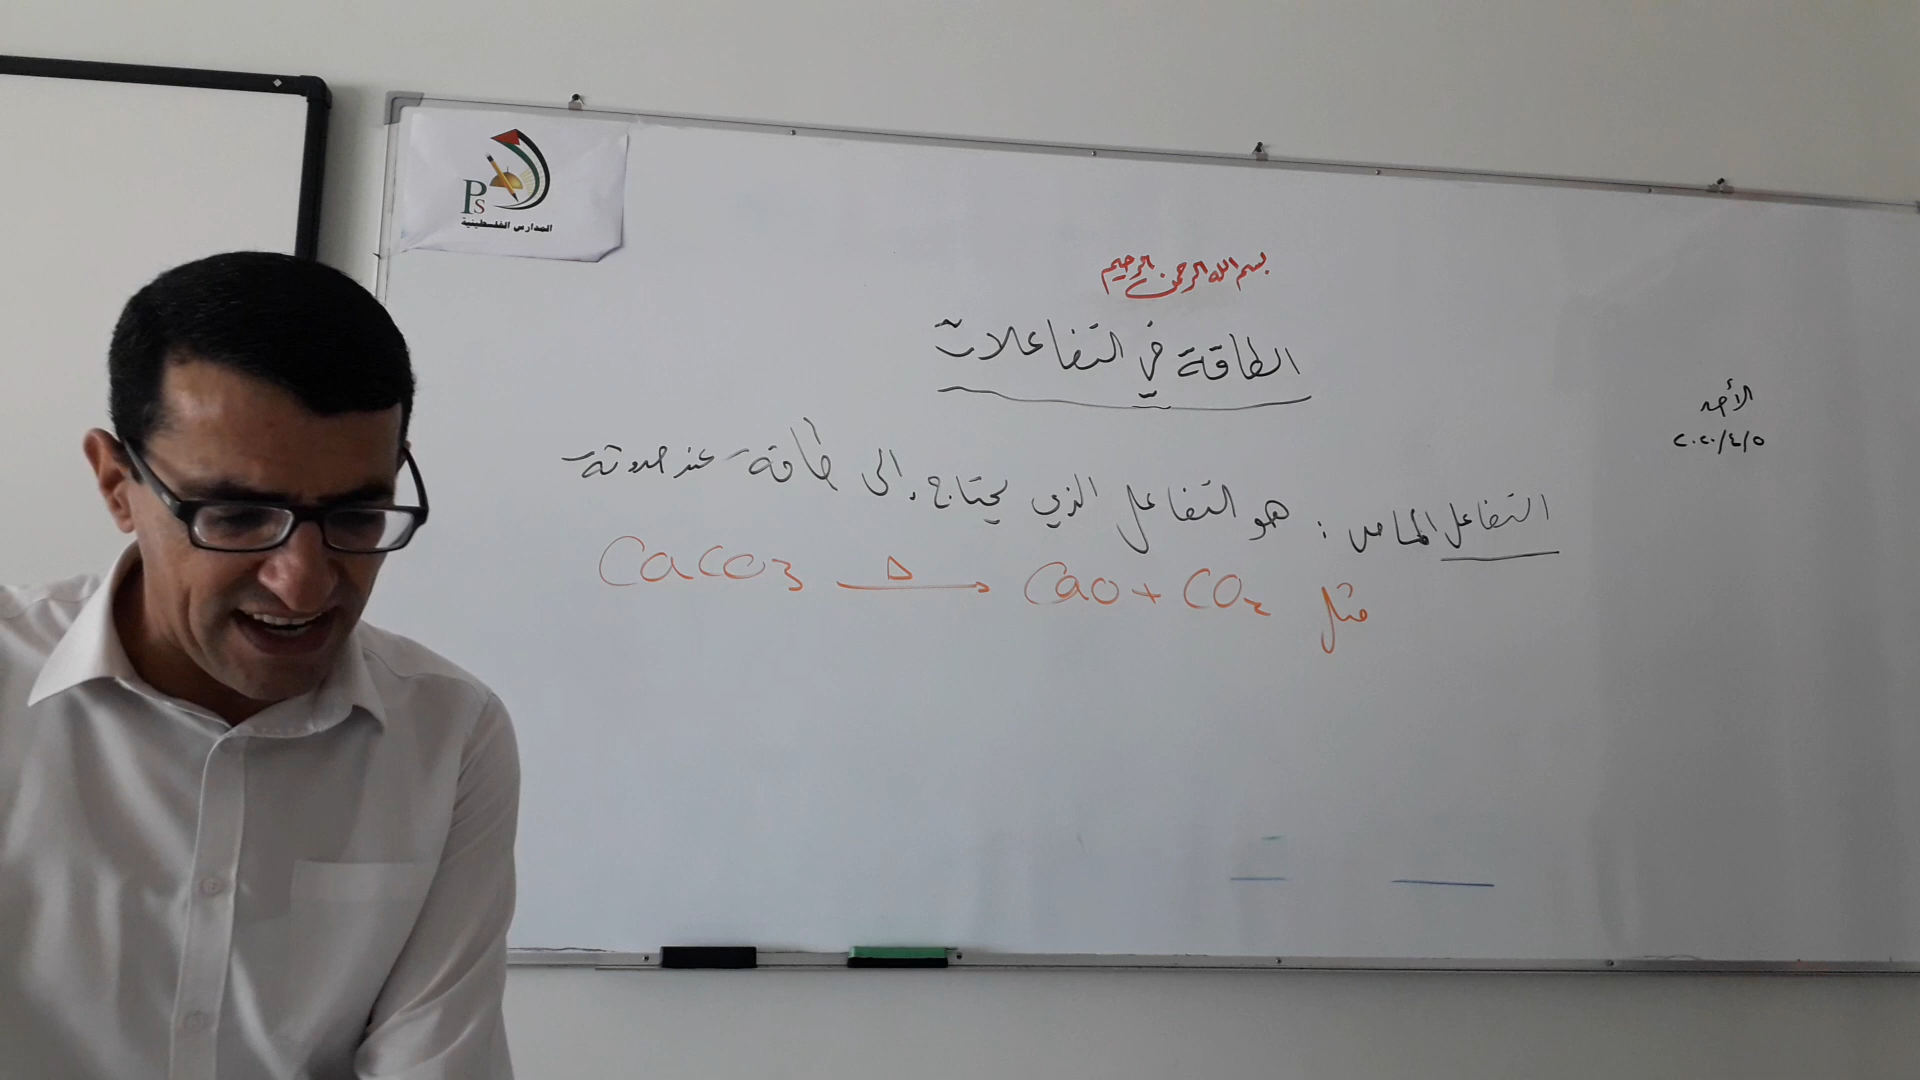 PS
المدارس الفلسطينية
بسم الله الرحمن الرحيم
الطاقة في التفاعلات
الأحد
٢٠٢٠/٤/٥
التفاعل الماص : هو التفاعل الذي يحتاج إلى طاقة عند حدوثه
CaCO3 Δ→ CaO + CO2 مثل